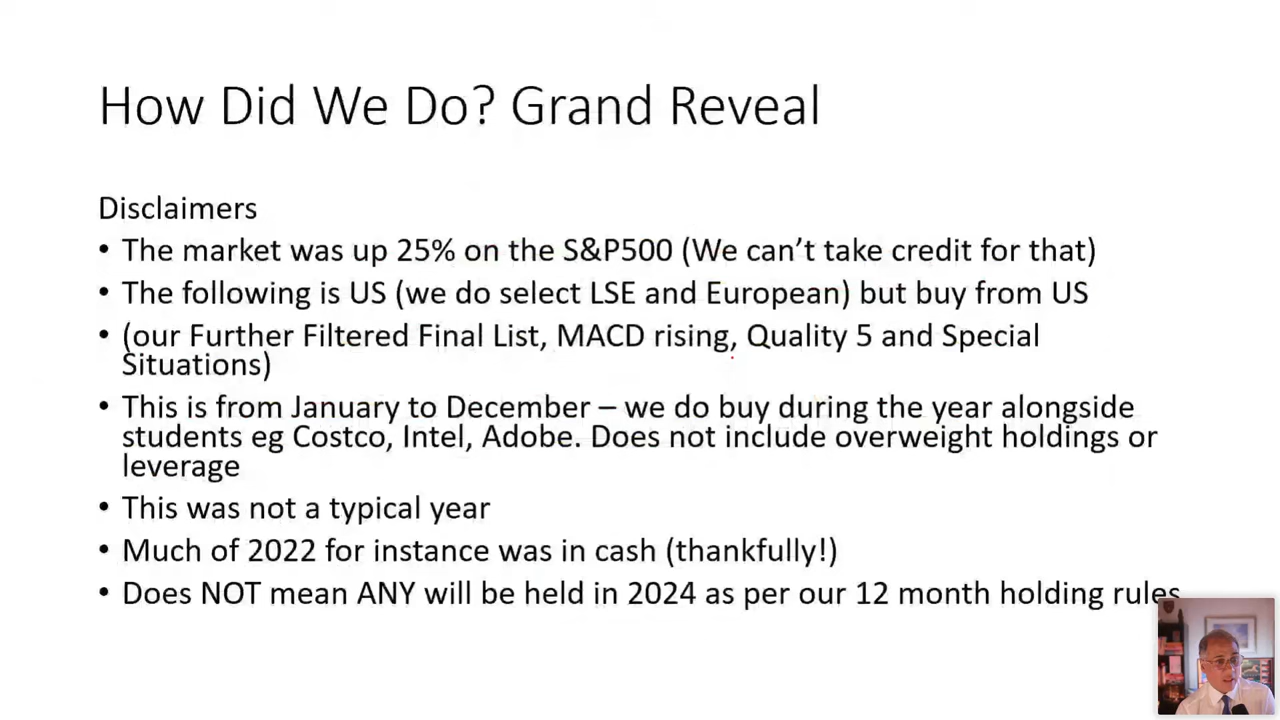 How Did We Do? Grand Reveal
Disclaimers
• The market was up 25% on the S&P500 (We can’t take credit for that)
• The following is US (we do select LSE and European) but buy from US
• (our Further Filtered Final List, MACD rising, Quality 5 and Special
Situations)
• This is from January to December – we do buy during the year alongside
students eg Costco, Intel, Adobe. Does not include overweight holdings or
leverage
• This was not a typical year
• Much of 2022 for instance was in cash (thankfully!)
• Does NOT mean ANY will be held in 2024 as per our 12 month holding rules